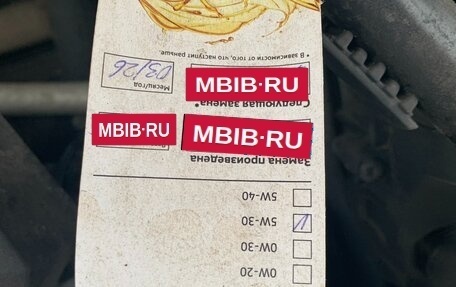 0W-20
0W-30
5W-30
5W-40
Замена произведена
MBIB·RU
MBIB·RU
Следующая замена*
Месяц/год
03/26
MBIB·RU
* В зависимости от того, что наступит раньше.